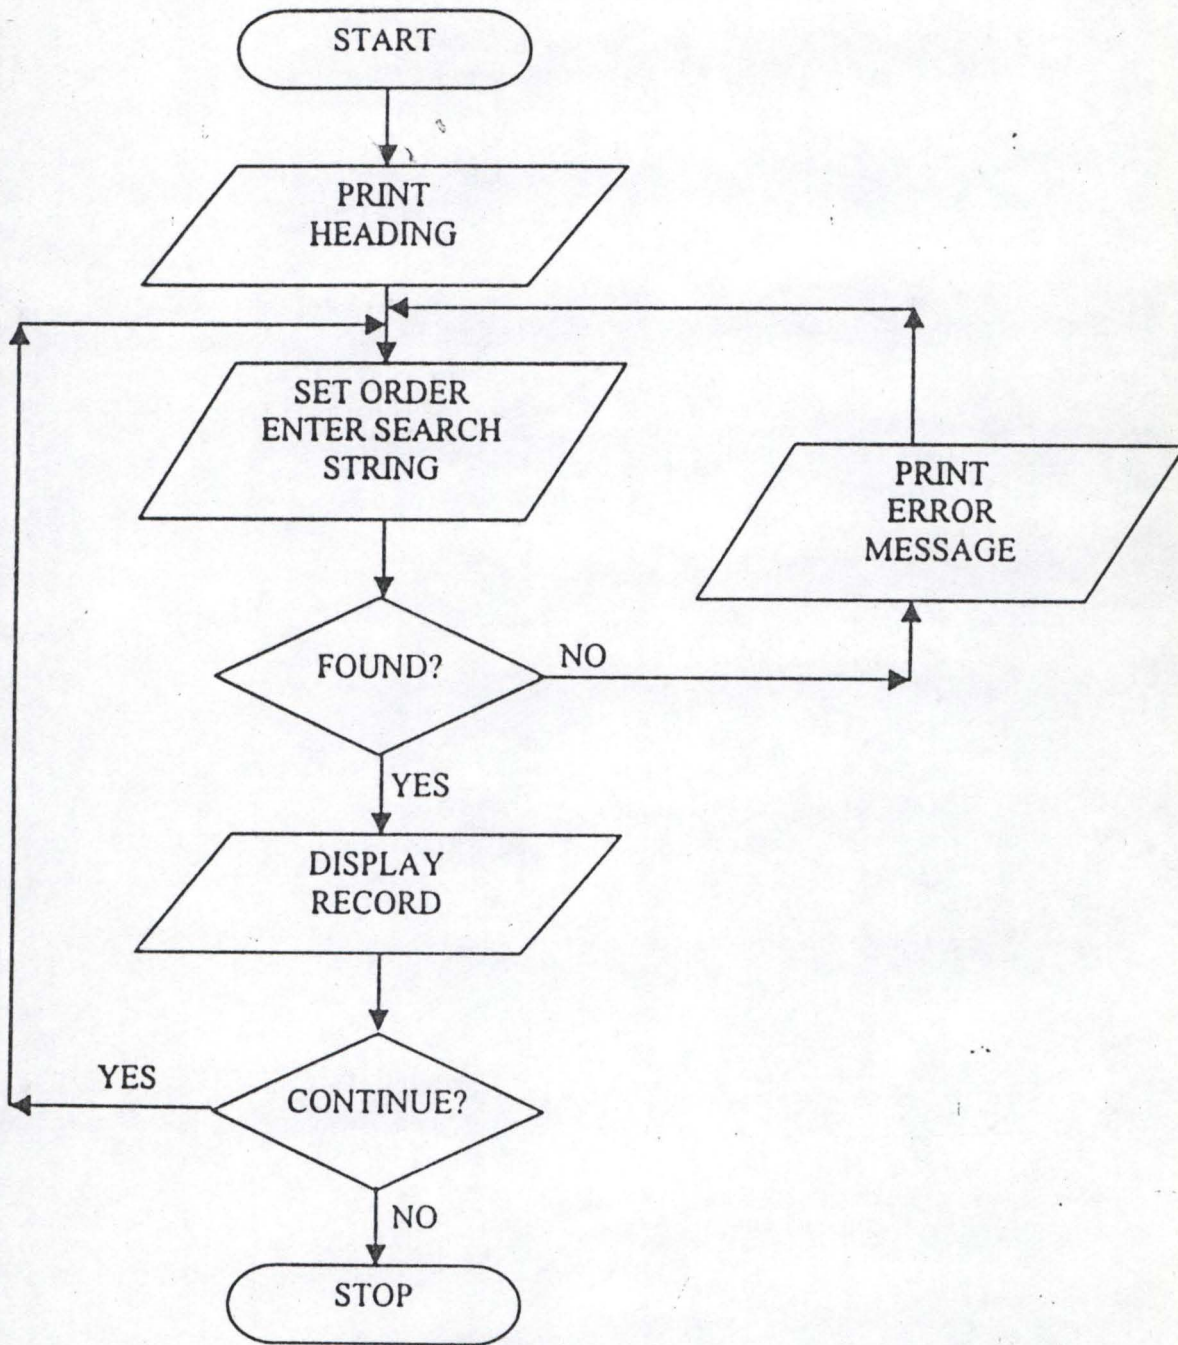 START
PRINT
HEADING
SET ORDER
ENTER SEARCH
STRING
PRINT
ERROR
MESSAGE
FOUND?
NO
YES
DISPLAY
RECORD
YES
CONTINUE?
NO
STOP